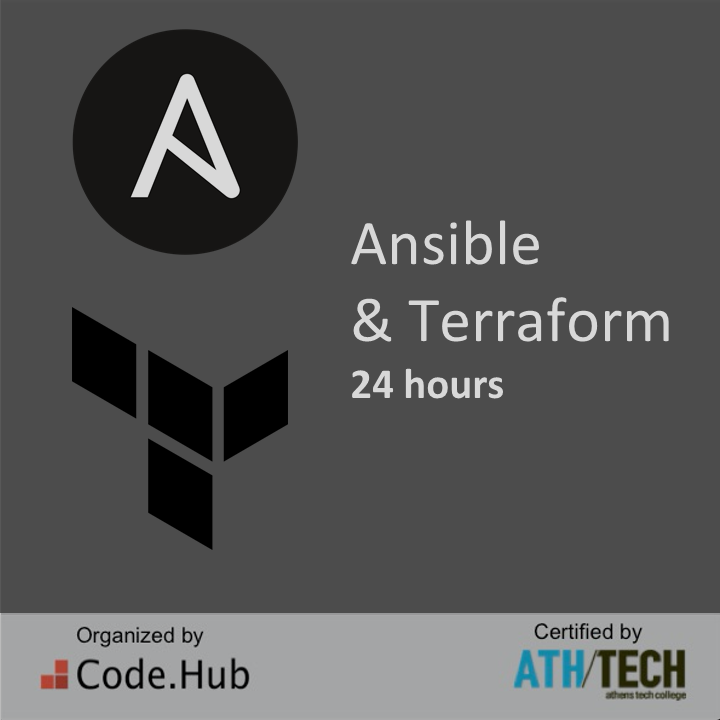 Ansible
& Terraform
24 hours
Organized by
Code.Hub
Certified by
ATH/TECH
athens tech college